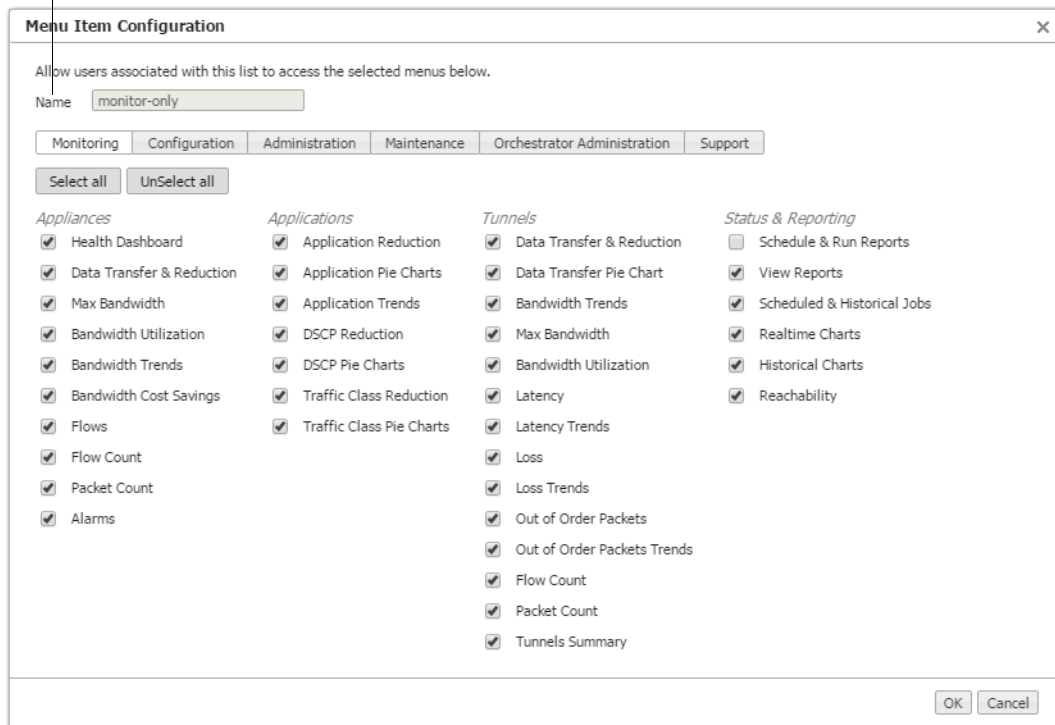 Menu Item Configuration
Allow users associated with this list to access the selected menus below.
Name monitor-only
Monitoring Configuration Administration Maintenance Orchestrator Administration Support
Select all UnSelect all
Appliances
Health Dashboard
Data Transfer & Reduction
Max Bandwidth
Bandwidth Utilization
Bandwidth Trends
Bandwidth Cost Savings
Flows
Flow Count
Packet Count
Alarms
Applications
Application Reduction
Application Pie Charts
Application Trends
DSCP Reduction
DSCP Pie Charts
Traffic Class Reduction
Traffic Class Pie Charts
Tunnels
Data Transfer & Reduction
Data Transfer Pie Chart
Bandwidth Trends
Max Bandwidth
Bandwidth Utilization
Latency
Latency Trends
Loss
Loss Trends
Out of Order Packets
Out of Order Packets Trends
Flow Count
Packet Count
Tunnels Summary
Status & Reporting
Schedule & Run Reports
View Reports
Scheduled & Historical Jobs
Realtime Charts
Historical Charts
Reachability
OK Cancel